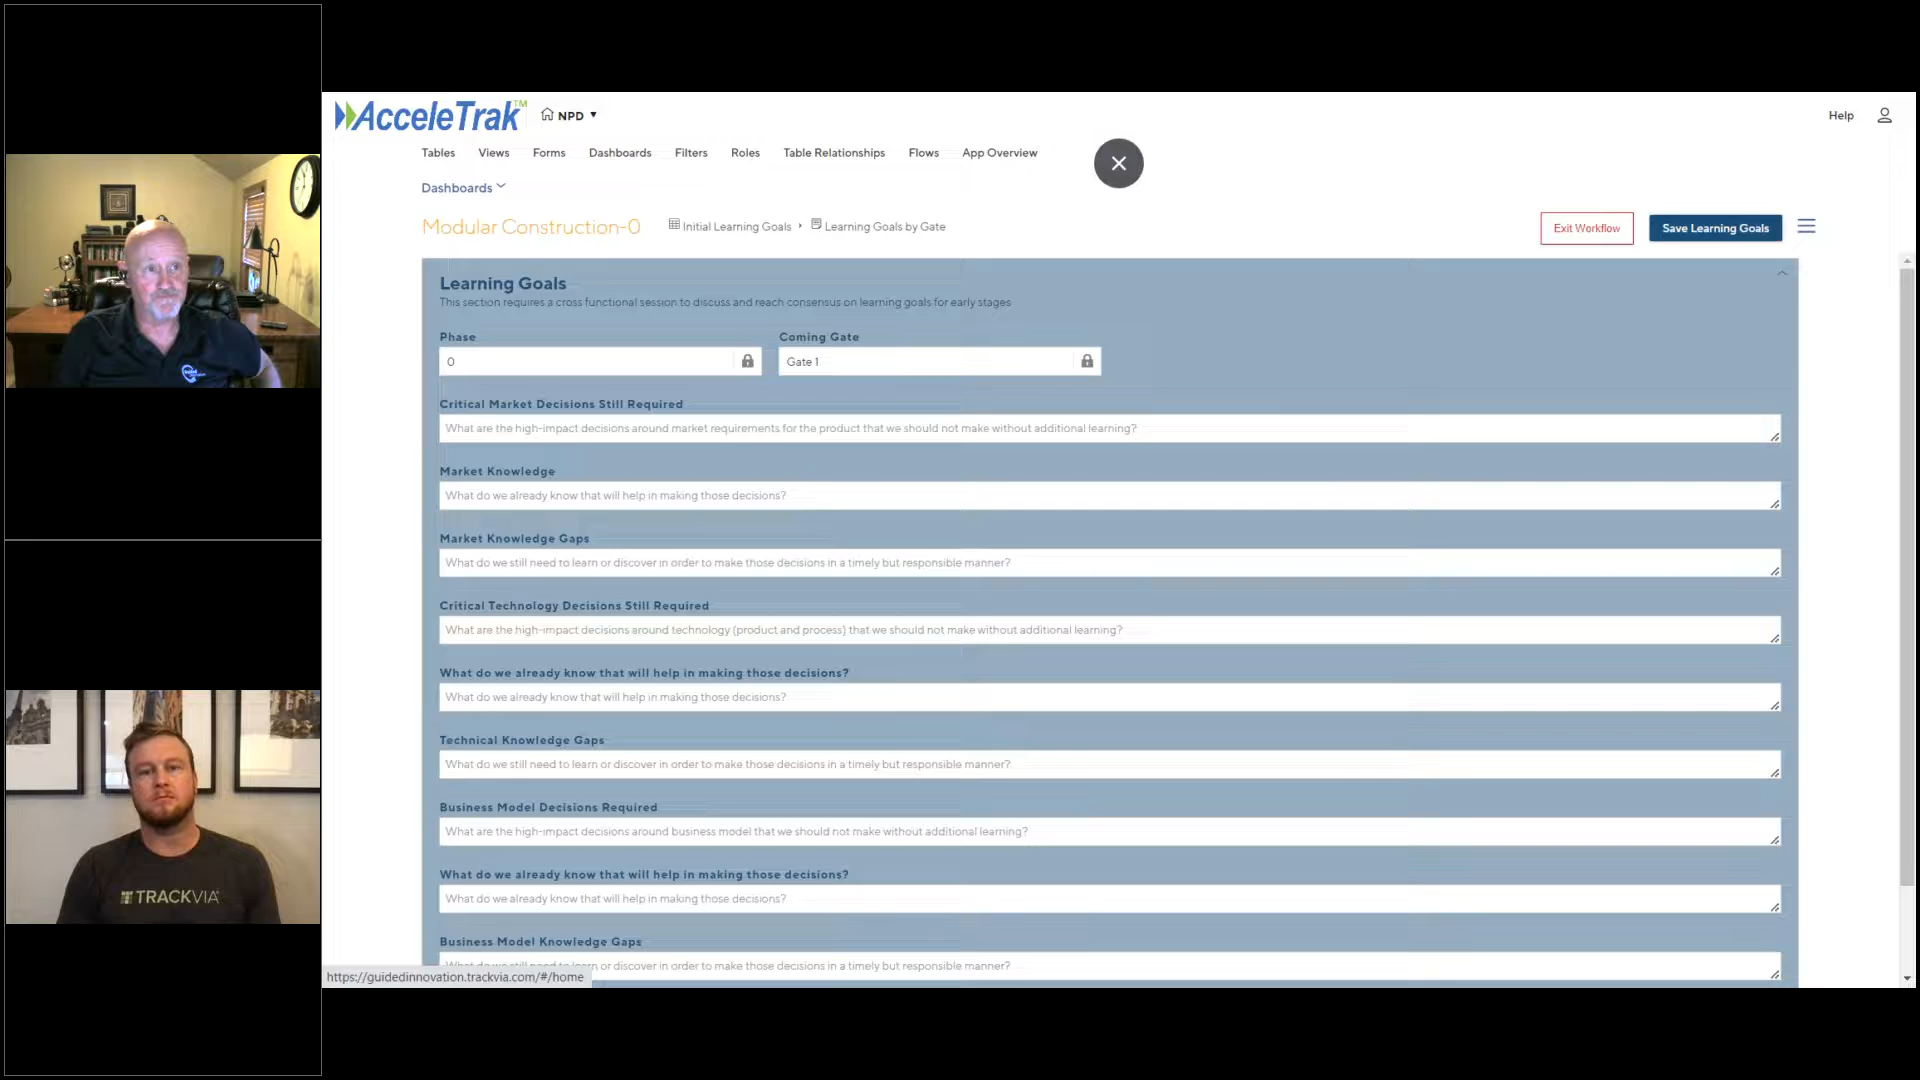 AcceleTrak™
NPD
Help
Tables Views Forms Dashboards Filters Roles Table Relationships Flows App Overview
Dashboards
Modular Construction-0
Initial Learning Goals
Learning Goals by Gate
Exit Workflow
Save Learning Goals
Learning Goals
This section requires a cross functional session to discuss and reach consensus on learning goals for early stages
Phase
Coming Gate
0
Gate 1
Critical Market Decisions Still Required
What are the high-impact decisions around market requirements for the product that we should not make without additional learning?
Market Knowledge
What do we already know that will help in making those decisions?
Market Knowledge Gaps
What do we still need to learn or discover in order to make those decisions in a timely but responsible manner?
Critical Technology Decisions Still Required
What are the high-impact decisions around technology (product and process) that we should not make without additional learning?
What do we already know that will help in making those decisions?
What do we already know that will help in making those decisions?
Technical Knowledge Gaps
What do we still need to learn or discover in order to make those decisions in a timely but responsible manner?
Business Model Decisions Required
What are the high-impact decisions around business model that we should not make without additional learning?
What do we already know that will help in making those decisions?
What do we already know that will help in making those decisions?
Business Model Knowledge Gaps
What do we still need to learn or discover in order to make those decisions in a timely but responsible manner?
https://guidedinnovation.trackvia.com/#/home
TRACKVIA